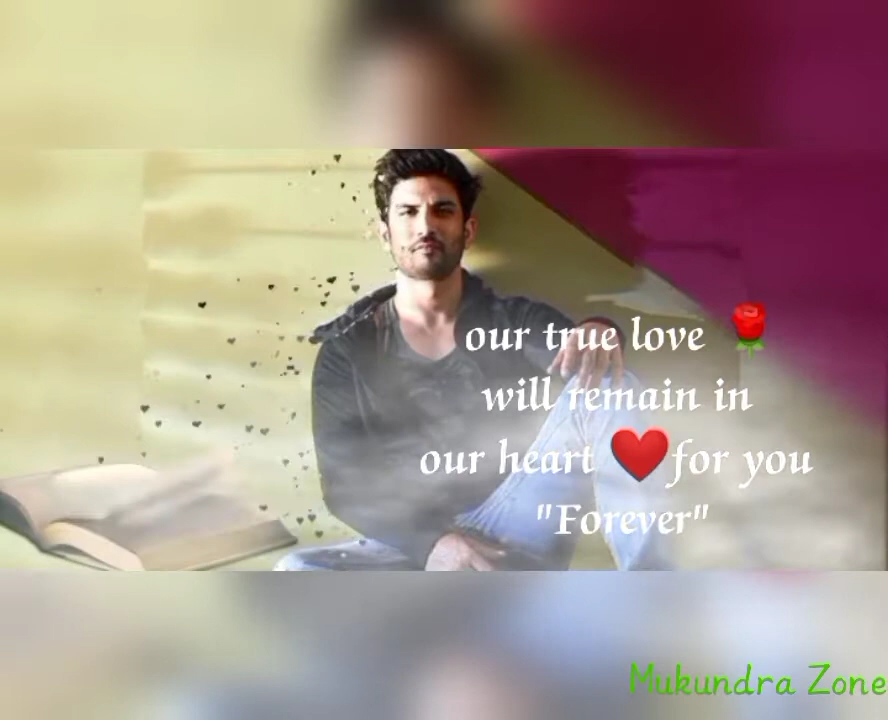 our true love 🌹
will remain in
our heart ❤️for you
"Forever"
Mukundra Zone